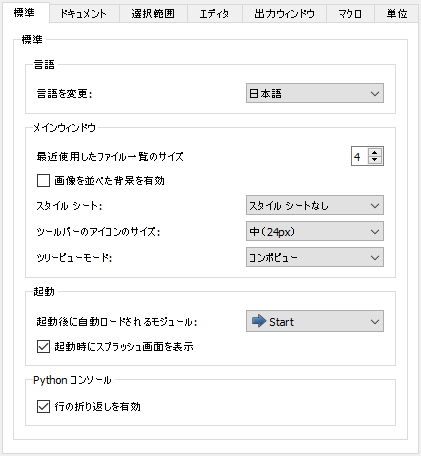 標準 ドキュメント 選択範囲 エディタ 出力ウィンドウ マクロ 単位
標準
言語
言語を変更: 日本語
メインウィンドウ
最近使用したファイル一覧のサイズ 4
画像を並べた背景を有効
スタイル シート: スタイル シートなし
ツールバーのアイコンのサイズ: 中(24px)
ツリービューモード: コンボビュー
起動
起動後に自動ロードされるモジュール: Start
起動時にスプラッシュ画面を表示
Python コンソール
行の折り返しを有効